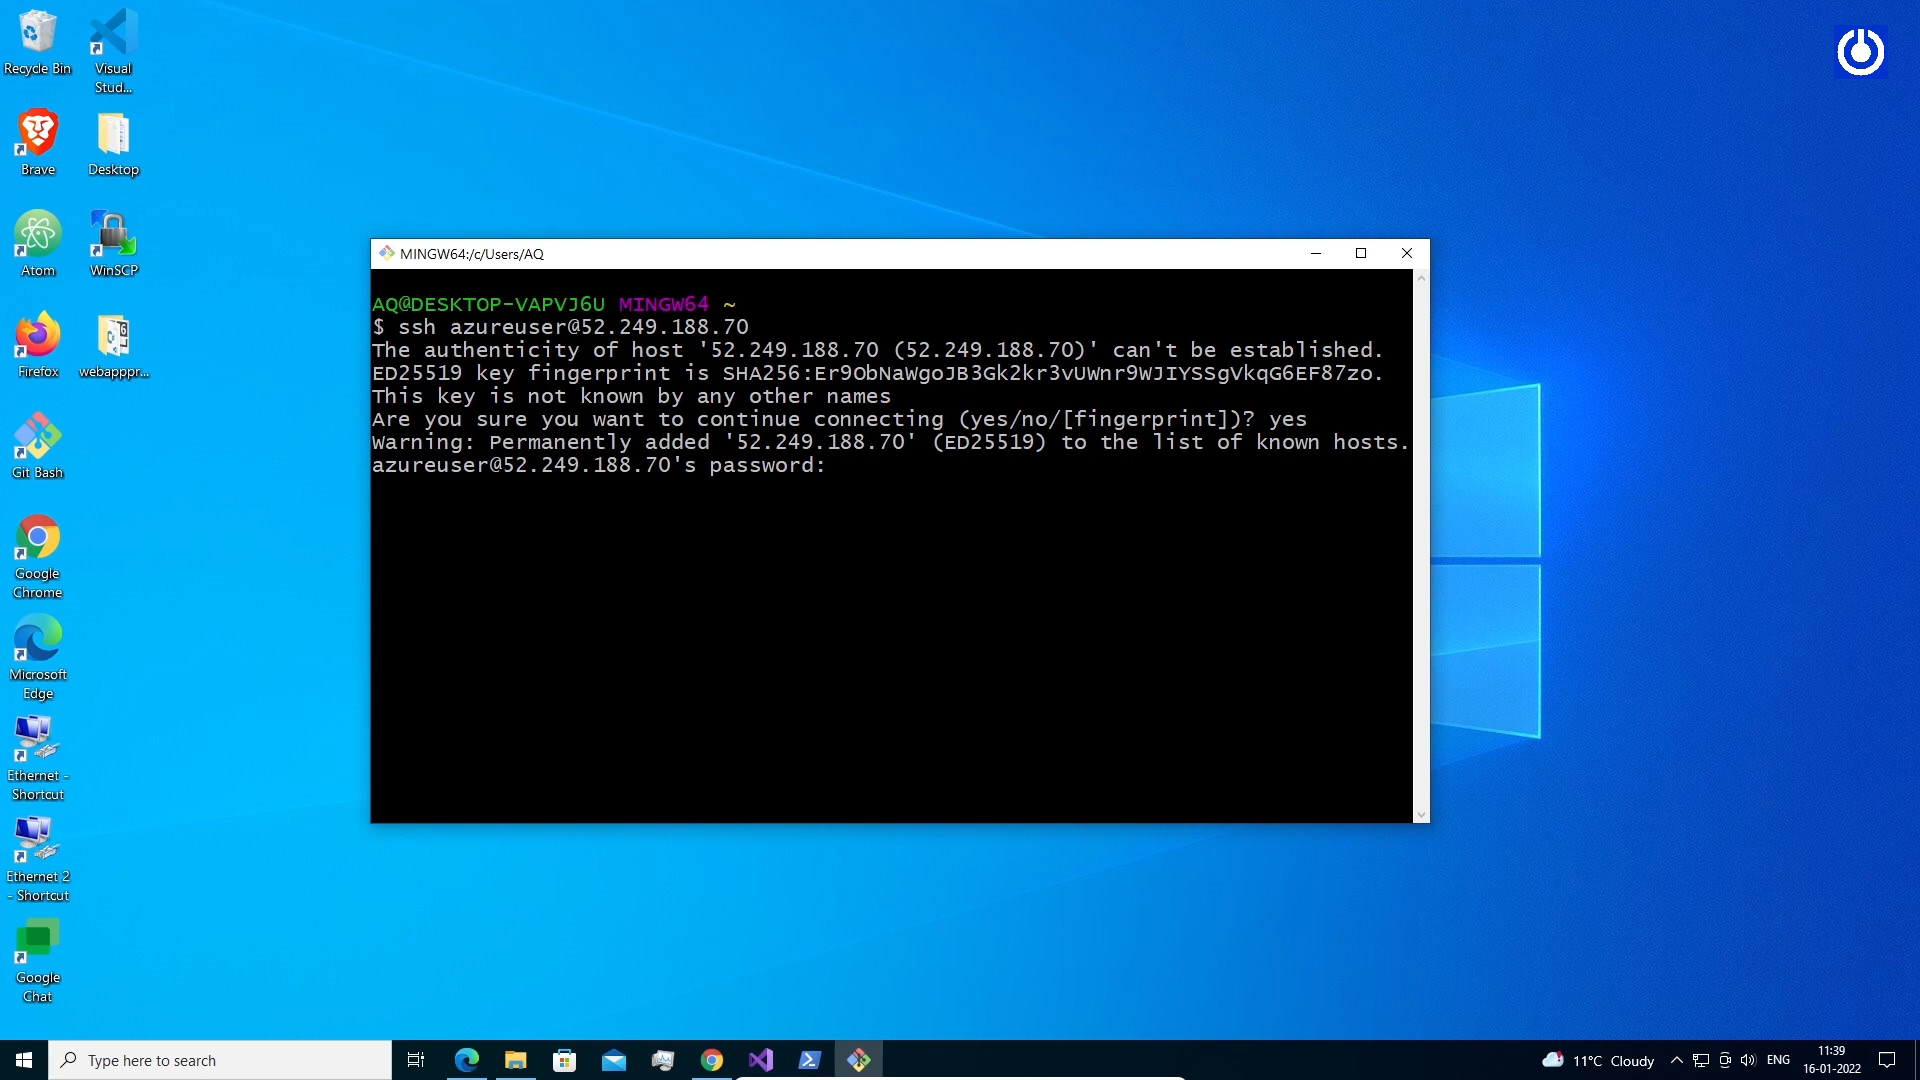 Recycle Bin
Visual
Stud...
Brave
Desktop
Atom
WinSCP
Firefox
webapppr...
Git Bash
Google
Chrome
Microsoft
Edge
Ethernet -
Shortcut
Ethernet 2
- Shortcut
Google
Chat
MINGW64:/c/Users/AQ
AQ@DESKTOP-VAPVJ6U MINGW64 ~
$ ssh azureuser@52.249.188.70
The authenticity of host '52.249.188.70 (52.249.188.70)' can't be established.
ED25519 key fingerprint is SHA256:Er9ObNaWgoJB3Gk2kr3vUWnr9WJIYSSgVkqG6EF87zo.
This key is not known by any other names
Are you sure you want to continue connecting (yes/no/[fingerprint])? yes
Warning: Permanently added '52.249.188.70' (ED25519) to the list of known hosts.
azureuser@52.249.188.70's password:
Type here to search
11°C Cloudy
ENG
11:39
16-01-2022